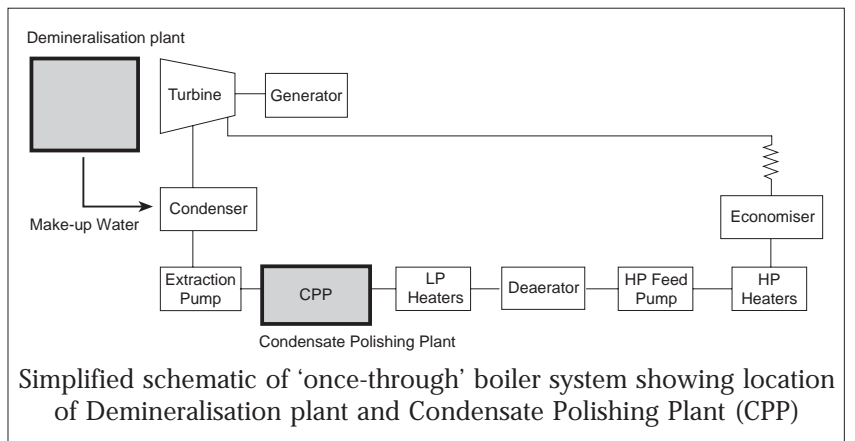 Demineralisation plant
Turbine
Generator
Make-up Water
Condenser
Economiser
Extraction
Pump
CPP
LP
Heaters
Deaerator
HP Feed
Pump
HP
Heaters
Condensate Polishing Plant
Simplified schematic of ‘once-through’ boiler system showing location
of Demineralisation plant and Condensate Polishing Plant (CPP)